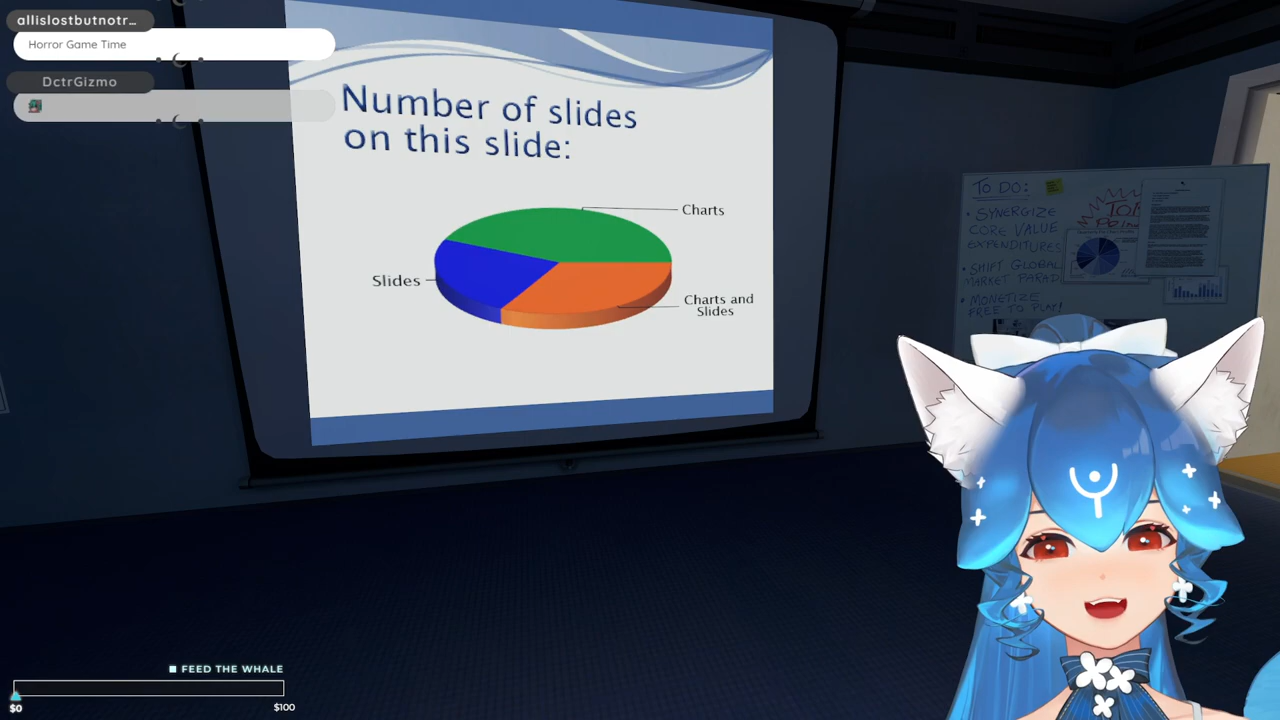 allislostbutnotr...
Horror Game Time
DctrGizmo
Number of slides
on this slide:
Charts
Slides
Charts and
Slides
TO DO:
• SYNERGIZE
CORE VALUE
EXPENDITURES
• SHIFT GLOBAL
MARKET PARAD
• MONETIZE
FREE TO PLAY!
FEED THE WHALE
$0
$100